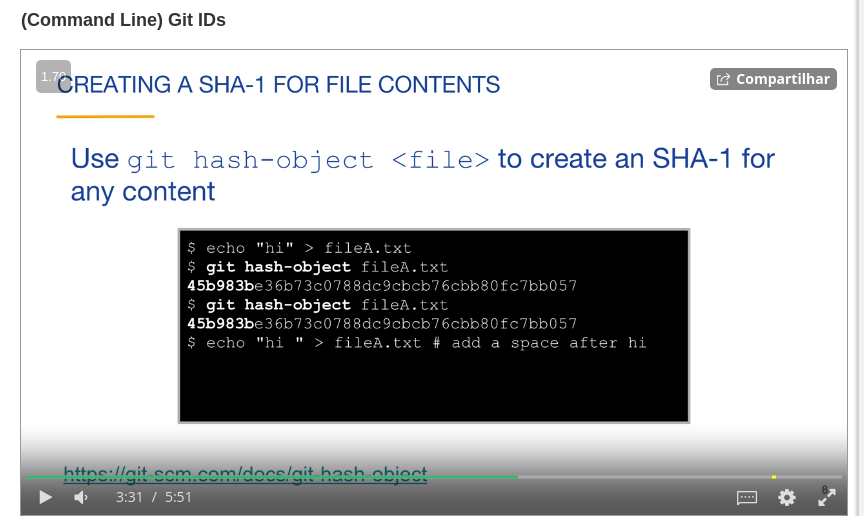 (Command Line) Git IDs
1.70
CREATING A SHA-1 FOR FILE CONTENTS
Compartilhar
Use git hash-object <file> to create an SHA-1 for
any content
$ echo "hi" > fileA.txt
$ git hash-object fileA.txt
45b983be36b73c0788dc9cbcb76cbb80fc7bb057
$ git hash-object fileA.txt
45b983be36b73c0788dc9cbcb76cbb80fc7bb057
$ echo "hi " > fileA.txt # add a space after hi
https://git-scm.com/docs/git-hash-object
3:31 / 5:51
8